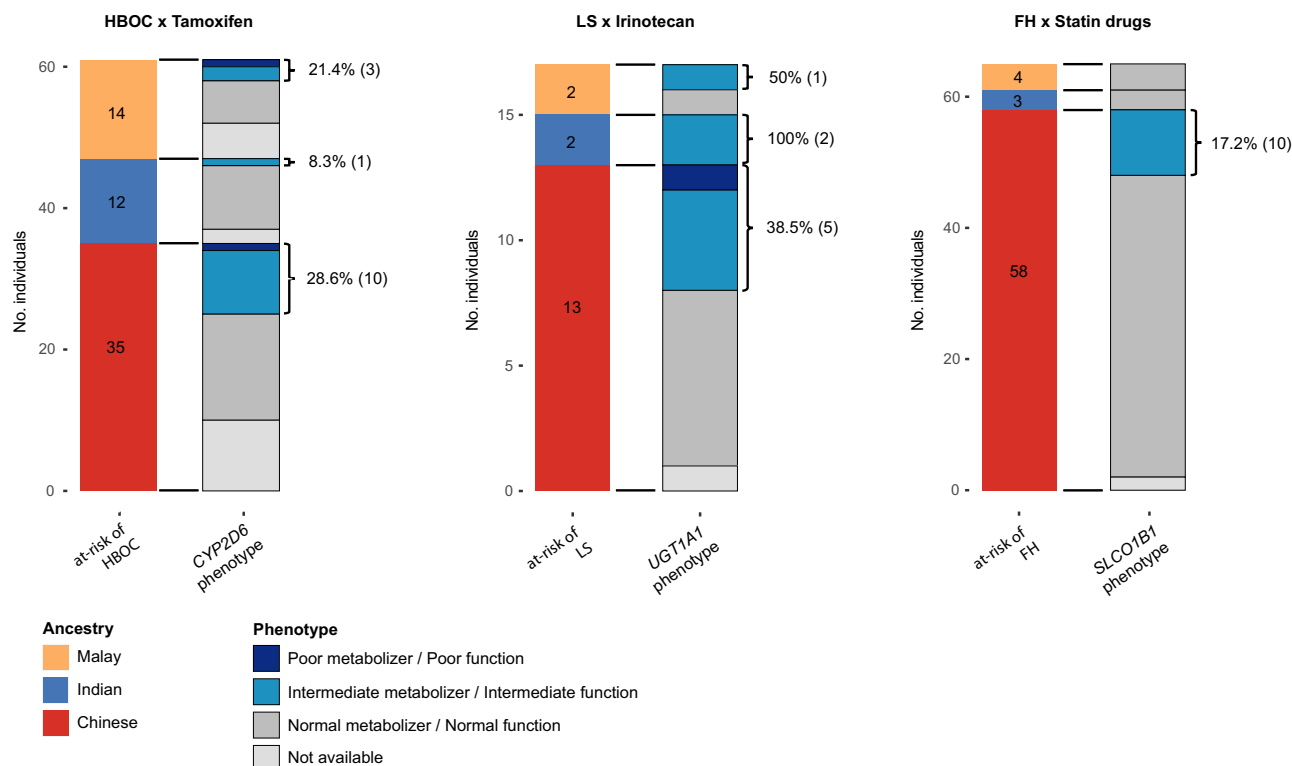 HBOC x Tamoxifen
No. individuals
60
40
20
0
14
12
35
21.4% (3)
8.3% (1)
28.6% (10)
at-risk of
HBOC
CYP2D6
phenotype
LS x Irinotecan
No. individuals
15
10
5
0
2
2
13
50% (1)
100% (2)
38.5% (5)
at-risk of
LS
UGT1A1
phenotype
FH x Statin drugs
No. individuals
60
40
20
0
4
3
58
17.2% (10)
at-risk of
FH
SLCO1B1
phenotype
Ancestry
Malay
Indian
Chinese
Phenotype
Poor metabolizer / Poor function
Intermediate metabolizer / Intermediate function
Normal metabolizer / Normal function
Not available